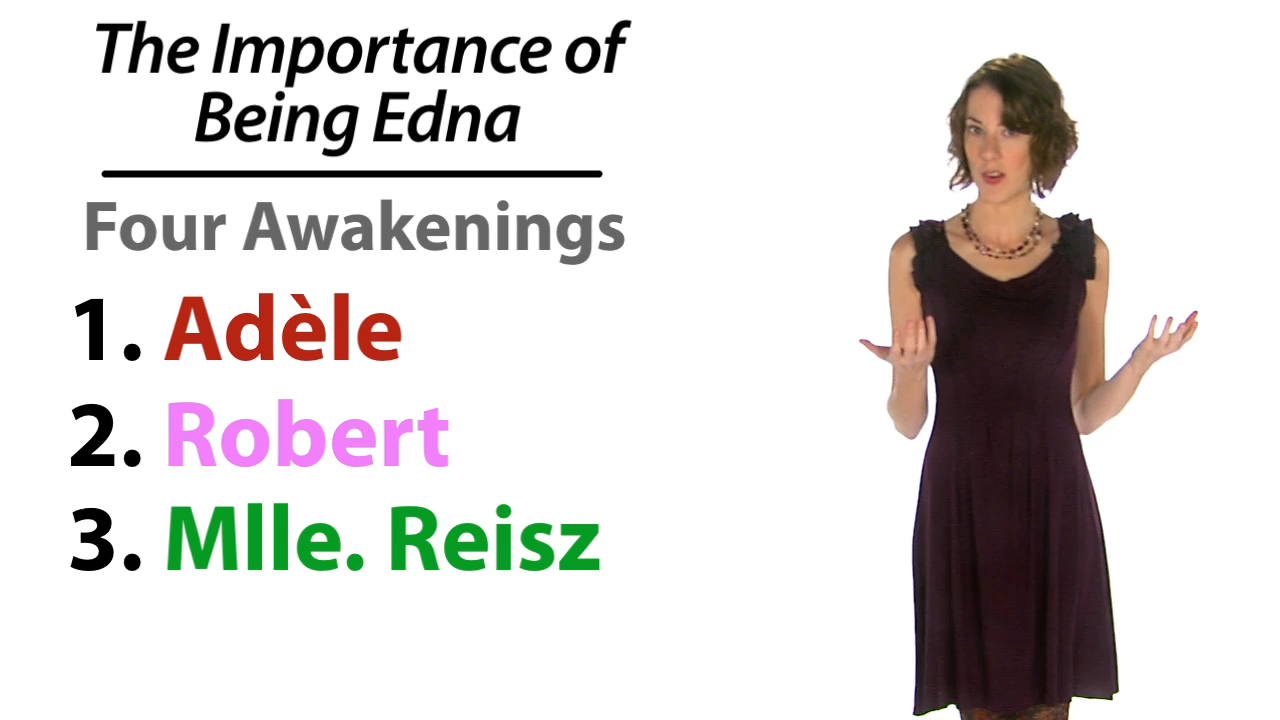 The Importance of
Being Edna
Four Awakenings
1. Adèle
2. Robert
3. Mlle. Reisz